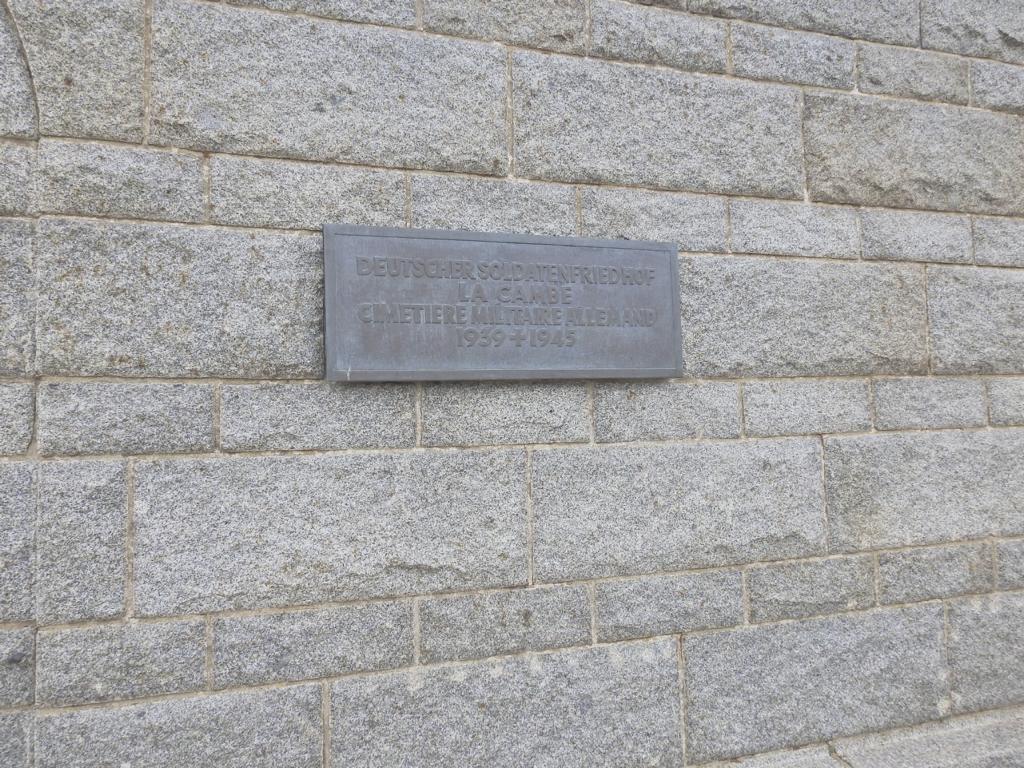 DEUTSCHER SOLDATENFRIEDHOF
LA CAMBE
CIMETIERE MILITAIRE ALLEMAND
1939 + 1945